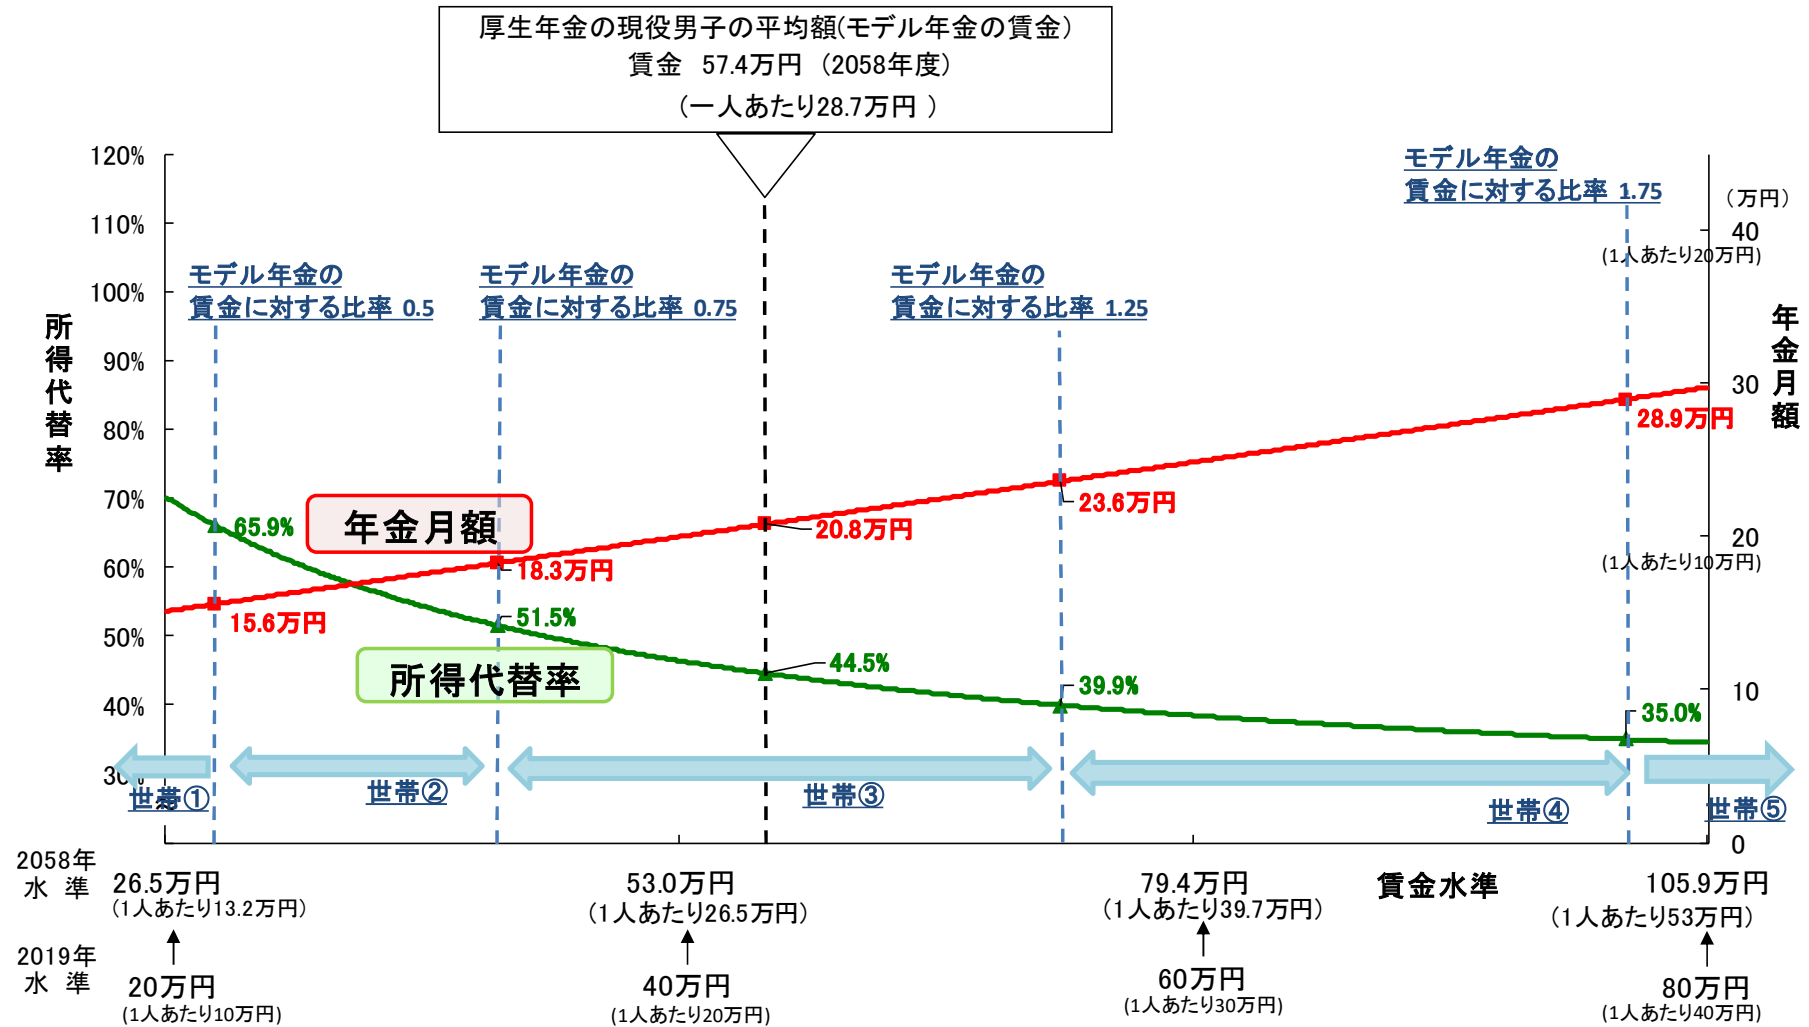 厚生年金の現役男子の平均額(モデル年金の賃金)
賃金 57.4万円 (2058年度)
(一人あたり28.7万円 )
120%
110%
100%
90%
80%
70%
60%
50%
40%
30%
所得代替率
モデル年金の
賃金に対する比率 0.5
モデル年金の
賃金に対する比率 0.75
モデル年金の
賃金に対する比率 1.25
モデル年金の
賃金に対する比率 1.75
(万円)
40
(1人あたり20万円)
30
20
(1人あたり10万円)
10
0
年金月額
年金月額
所得代替率
65.9%
51.5%
44.5%
39.9%
35.0%
15.6万円
18.3万円
20.8万円
23.6万円
28.9万円
世帯①
世帯②
世帯③
世帯④
世帯⑤
2058年
水 準
26.5万円
(1人あたり13.2万円)
53.0万円
(1人あたり26.5万円)
79.4万円
(1人あたり39.7万円)
賃金水準
105.9万円
(1人あたり53万円)
2019年
水 準
20万円
(1人あたり10万円)
40万円
(1人あたり20万円)
60万円
(1人あたり30万円)
80万円
(1人あたり40万円)